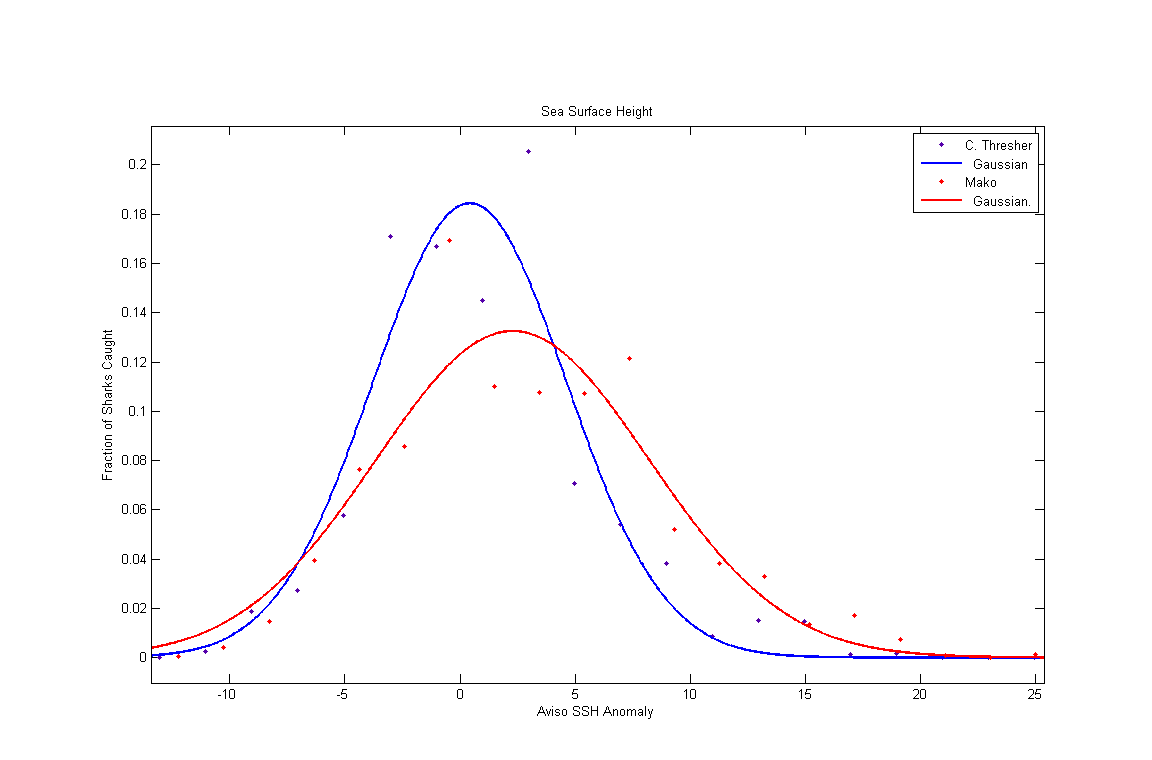 Sea Surface Height
C. Thresher
Gaussian
Mako
Gaussian.
Fraction of Sharks Caught
0.2
0.18
0.16
0.14
0.12
0.1
0.08
0.06
0.04
0.02
0
-10
-5
0
5
10
15
20
25
Aviso SSH Anomaly